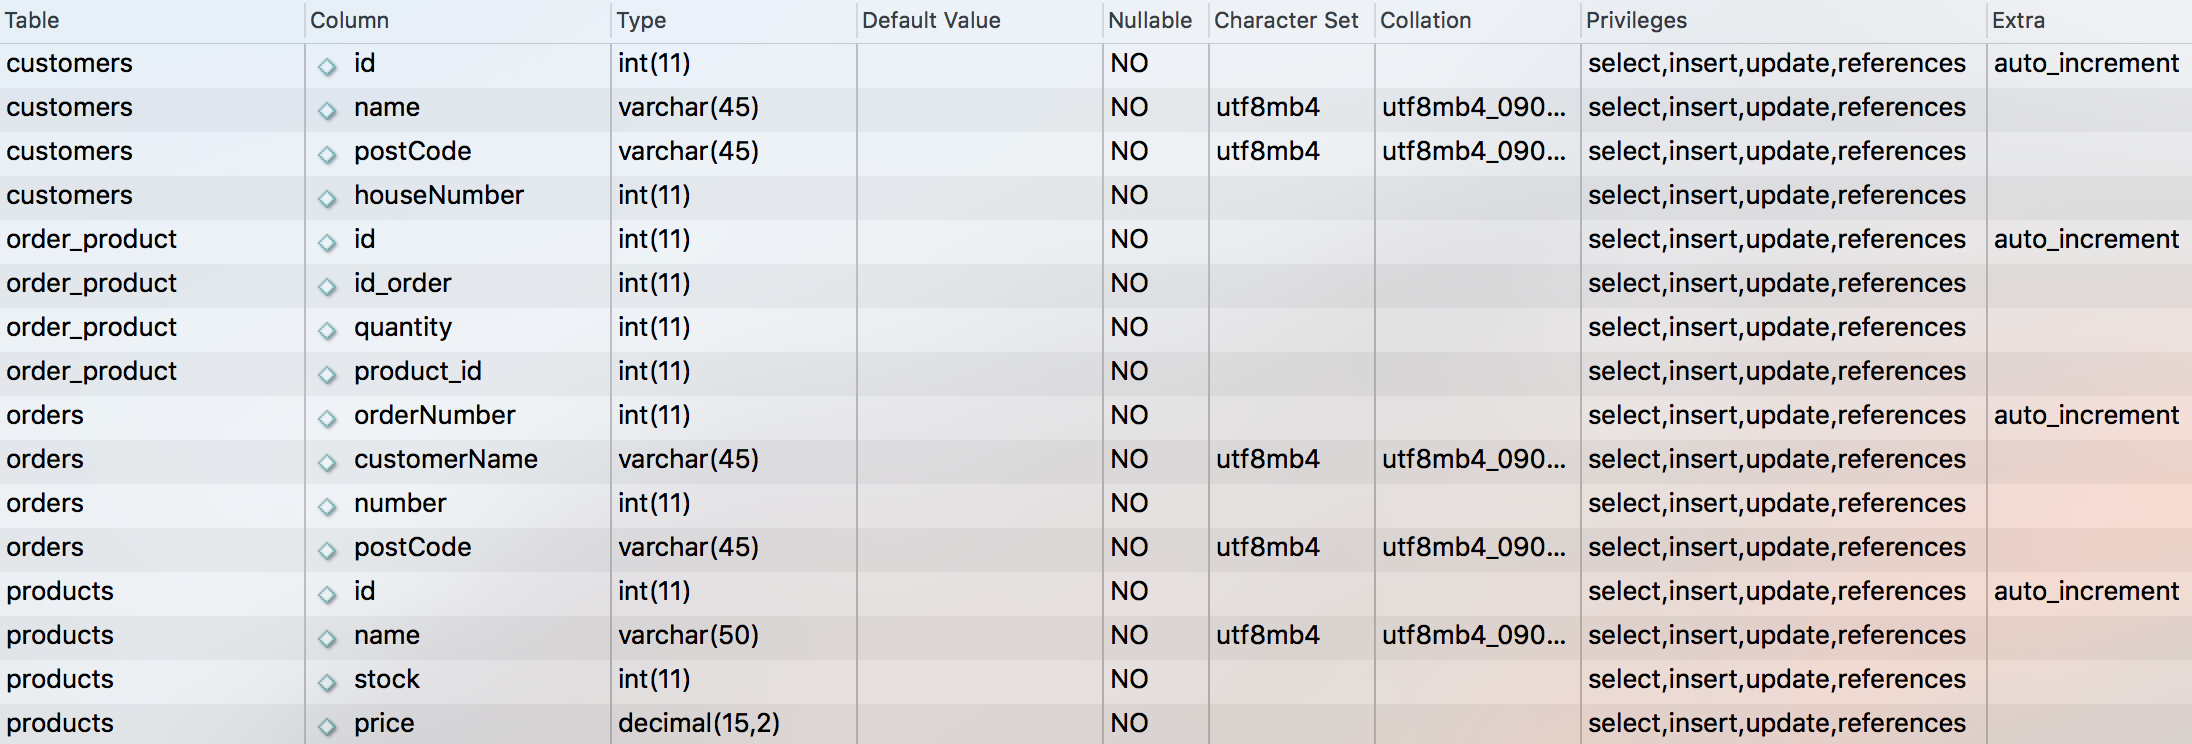 Table Column Type Default Value Nullable Character Set Collation Privileges Extra
customers id int(11) NO select,insert,update,references auto_increment
customers name varchar(45) NO utf8mb4 utf8mb4_090... select,insert,update,references
customers postCode varchar(45) NO utf8mb4 utf8mb4_090... select,insert,update,references
customers houseNumber int(11) NO select,insert,update,references
order_product id int(11) NO select,insert,update,references auto_increment
order_product id_order int(11) NO select,insert,update,references
order_product quantity int(11) NO select,insert,update,references
order_product product_id int(11) NO select,insert,update,references
orders orderNumber int(11) NO select,insert,update,references auto_increment
orders customerName varchar(45) NO utf8mb4 utf8mb4_090... select,insert,update,references
orders number int(11) NO select,insert,update,references
orders postCode varchar(45) NO utf8mb4 utf8mb4_090... select,insert,update,references
products id int(11) NO select,insert,update,references auto_increment
products name varchar(50) NO utf8mb4 utf8mb4_090... select,insert,update,references
products stock int(11) NO select,insert,update,references
products price decimal(15,2) NO select,insert,update,references